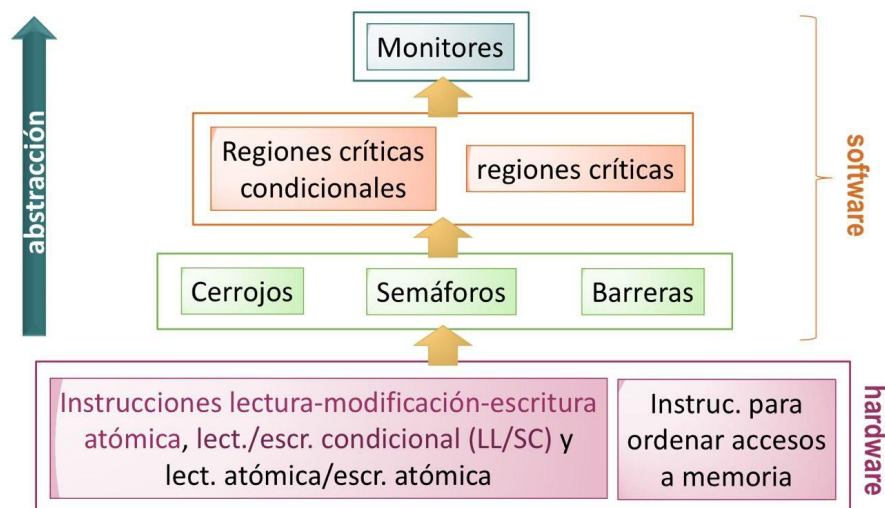 Monitores
abstracción
Regiones críticas
condicionales
regiones críticas
software
Cerrojos
Semáforos
Barreras
Instrucciones lectura-modificación-escritura
atómica, lect./escr. condicional (LL/SC) y
lect. atómica/escr. atómica
Instruc. para
ordenar accesos
a memoria
hardware